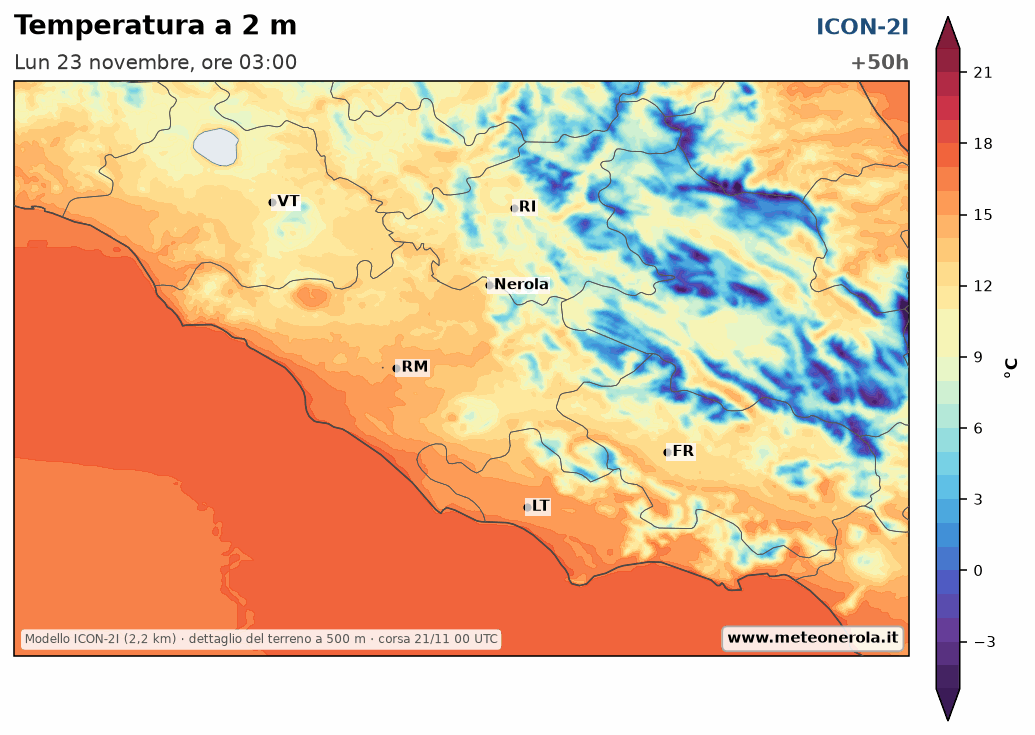 Temperatura a 2 m
ICON-2I
Lun 23 novembre, ore 03:00
+50h
21
18
15
12
9
6
3
0
−3
°C
VT
RI
Nerola
RM
FR
LT
Modello ICON-2I (2,2 km) · dettaglio del terreno a 500 m · corsa 21/11 00 UTC
www.meteonerola.it